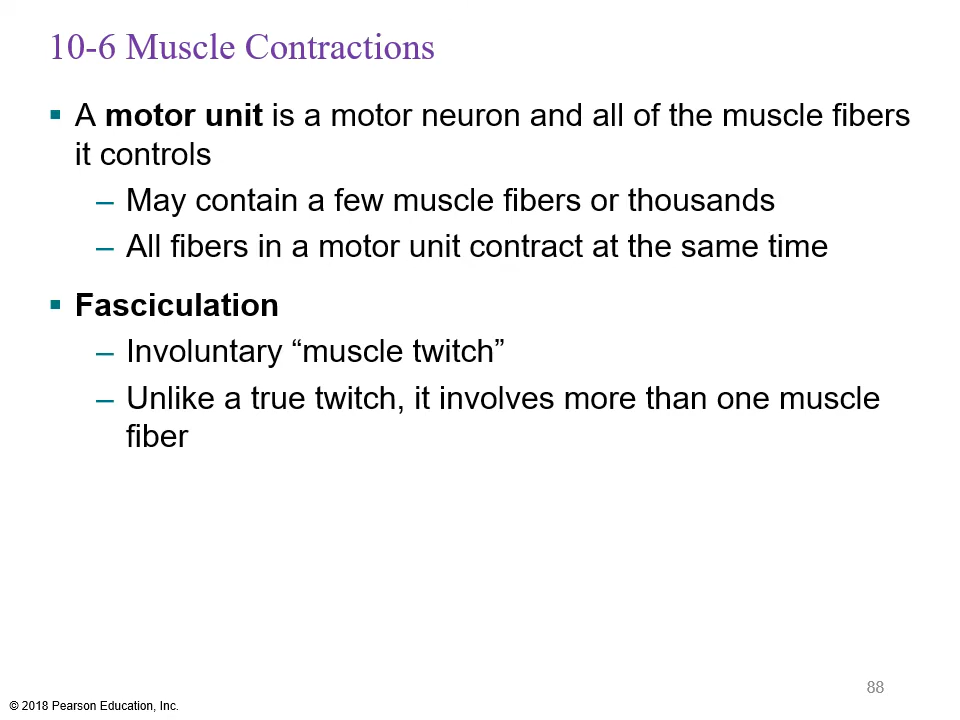 10-6 Muscle Contractions
▪ A motor unit is a motor neuron and all of the muscle fibers
it controls
– May contain a few muscle fibers or thousands
– All fibers in a motor unit contract at the same time
▪ Fasciculation
– Involuntary “muscle twitch”
– Unlike a true twitch, it involves more than one muscle
fiber
88
© 2018 Pearson Education, Inc.